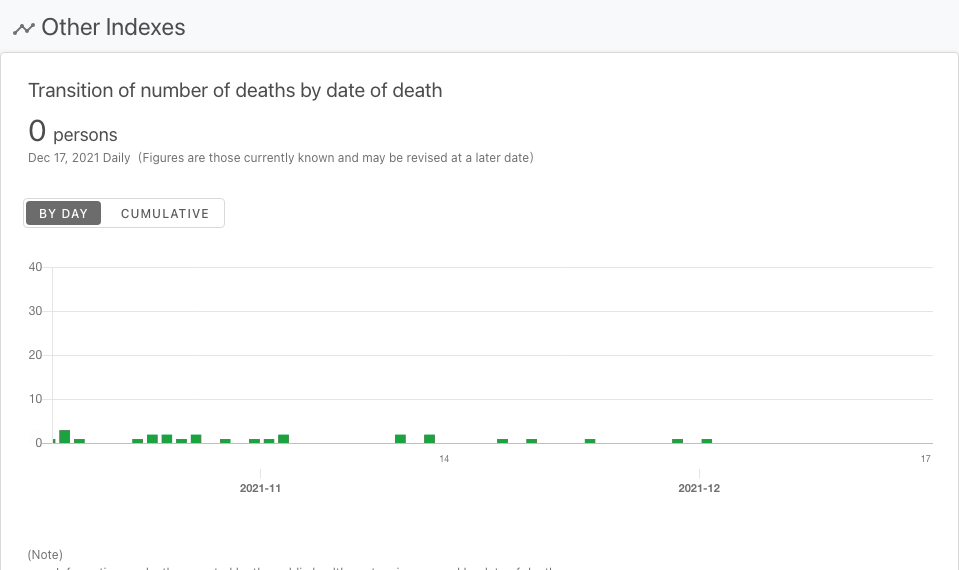 Other Indexes
Transition of number of deaths by date of death
0 persons
Dec 17, 2021 Daily (Figures are those currently known and may be revised at a later date)
BY DAY CUMULATIVE
40
30
20
10
0
14 17
2021-11 2021-12
(Note)